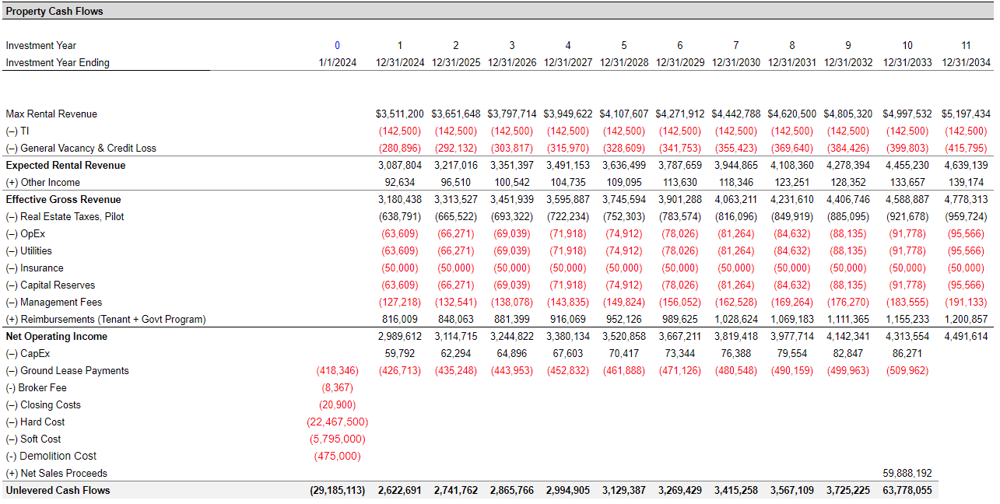 Property Cash Flows
Investment Year 0 1 2 3 4 5 6 7 8 9 10 11
Investment Year Ending 1/1/2024 12/31/2024 12/31/2025 12/31/2026 12/31/2027 12/31/2028 12/31/2029 12/31/2030 12/31/2031 12/31/2032 12/31/2033 12/31/2034
Max Rental Revenue $3,511,200 $3,651,648 $3,797,714 $3,949,622 $4,107,607 $4,271,912 $4,442,788 $4,620,500 $4,805,320 $4,997,532 $5,197,434
(–) TI (142,500) (142,500) (142,500) (142,500) (142,500) (142,500) (142,500) (142,500) (142,500) (142,500) (142,500)
(–) General Vacancy & Credit Loss (280,896) (292,132) (303,817) (315,970) (328,609) (341,753) (355,423) (369,640) (384,426) (399,803) (415,795)
Expected Rental Revenue 3,087,804 3,217,016 3,351,397 3,491,153 3,636,499 3,787,659 3,944,865 4,108,360 4,278,394 4,455,230 4,639,139
(+) Other Income 92,634 96,510 100,542 104,735 109,095 113,630 118,346 123,251 128,352 133,657 139,174
Effective Gross Revenue 3,180,438 3,313,527 3,451,939 3,595,887 3,745,594 3,901,288 4,063,211 4,231,610 4,406,746 4,588,887 4,778,313
(–) Real Estate Taxes, Pilot (638,791) (665,522) (693,322) (722,234) (752,303) (783,574) (816,096) (849,919) (885,095) (921,678) (959,724)
(–) OpEx (63,609) (66,271) (69,039) (71,918) (74,912) (78,026) (81,264) (84,632) (88,135) (91,778) (95,566)
(–) Utilities (63,609) (66,271) (69,039) (71,918) (74,912) (78,026) (81,264) (84,632) (88,135) (91,778) (95,566)
(–) Insurance (50,000) (50,000) (50,000) (50,000) (50,000) (50,000) (50,000) (50,000) (50,000) (50,000) (50,000)
(–) Capital Reserves (63,609) (66,271) (69,039) (71,918) (74,912) (78,026) (81,264) (84,632) (88,135) (91,778) (95,566)
(–) Management Fees (127,218) (132,541) (138,078) (143,835) (149,824) (156,052) (162,528) (169,264) (176,270) (183,555) (191,133)
(+) Reimbursements (Tenant + Govt Program) 816,009 848,063 881,399 916,069 952,126 989,625 1,028,624 1,069,183 1,111,365 1,155,233 1,200,857
Net Operating Income 2,989,612 3,114,715 3,244,822 3,380,134 3,520,858 3,667,211 3,819,418 3,977,714 4,142,341 4,313,554 4,491,614
(–) CapEx 59,792 62,294 64,896 67,603 70,417 73,344 76,388 79,554 82,847 86,271
(–) Ground Lease Payments (418,346) (426,713) (435,248) (443,953) (452,832) (461,888) (471,126) (480,548) (490,159) (499,963) (509,962)
(-) Broker Fee (8,367)
(–) Closing Costs (20,900)
(–) Hard Cost (22,467,500)
(–) Soft Cost (5,795,000)
(-) Demolition Cost (475,000)
(+) Net Sales Proceeds 59,888,192
Unlevered Cash Flows (29,185,113) 2,622,691 2,741,762 2,865,766 2,994,905 3,129,387 3,269,429 3,415,258 3,567,109 3,725,225 63,778,055